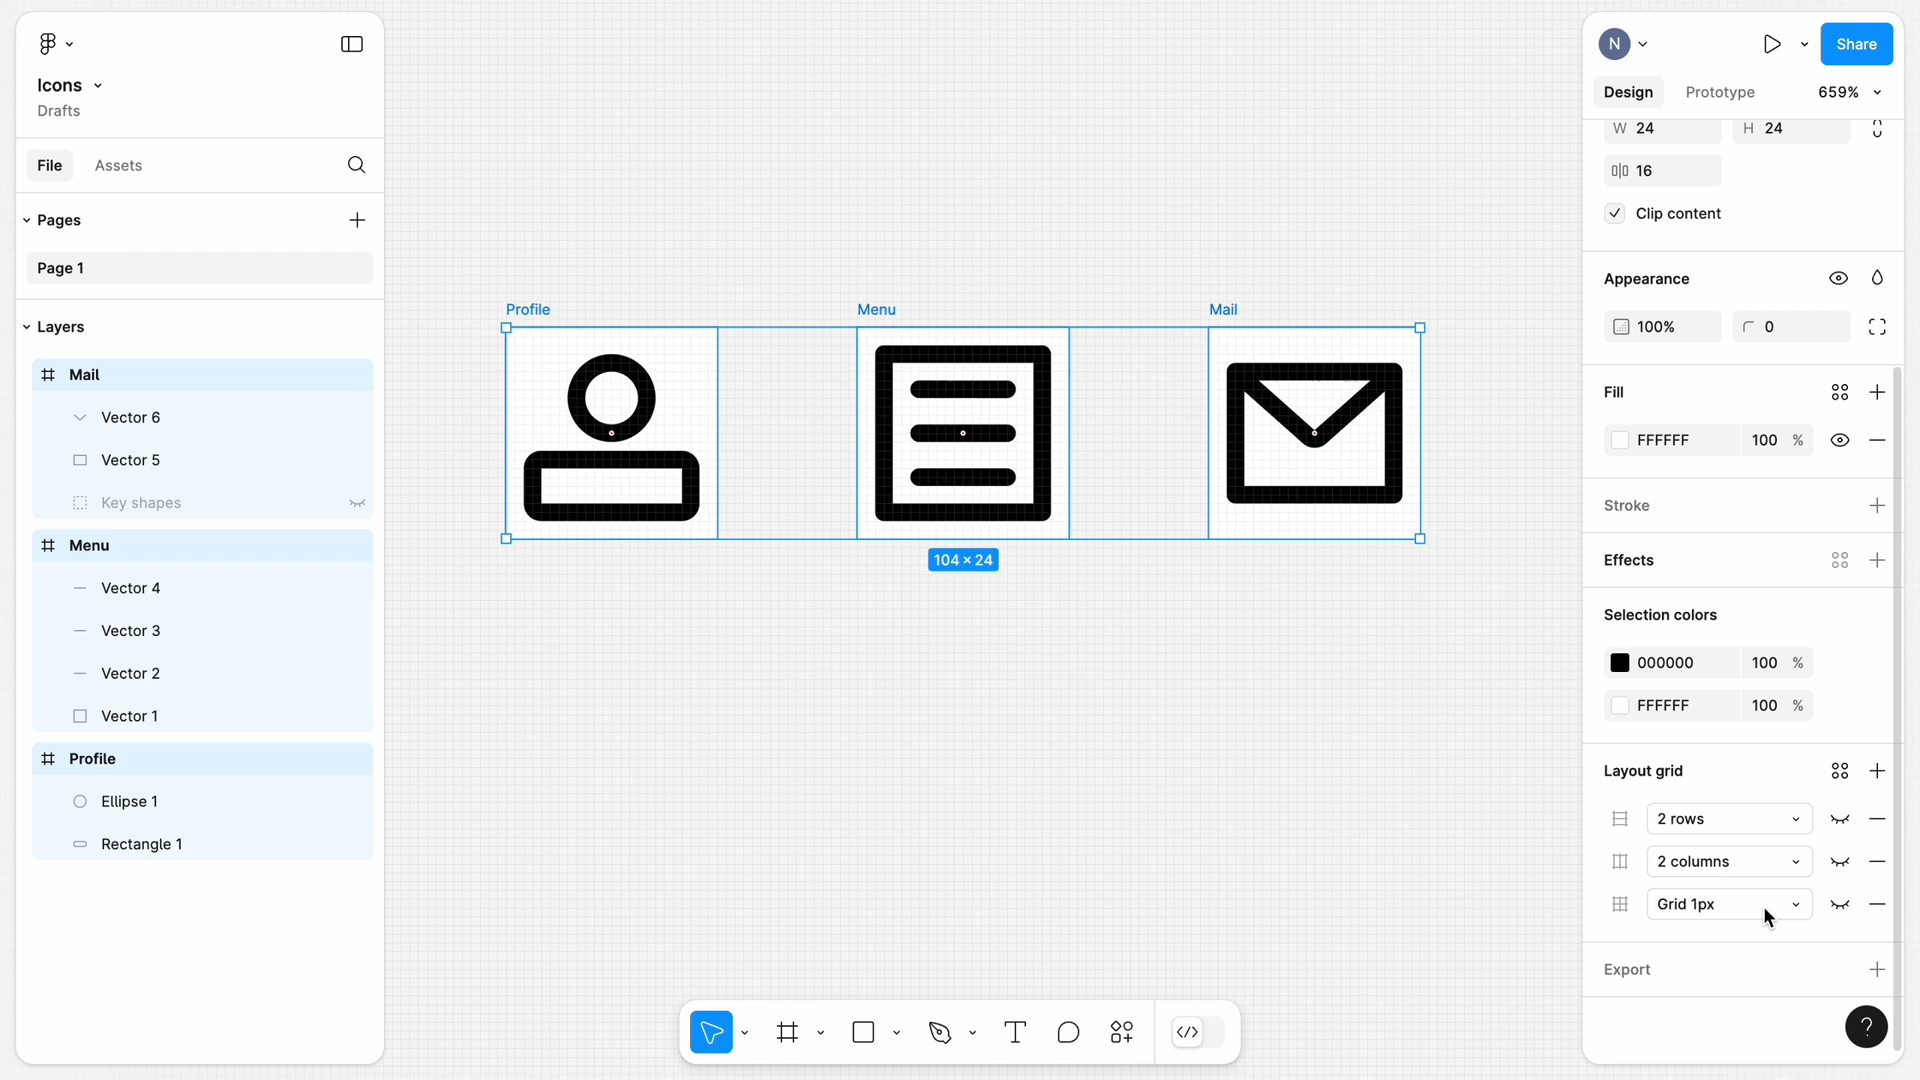 Icons
Drafts
File
Assets
Pages
Page 1
Layers
Mail
Vector 6
Vector 5
Key shapes
Menu
Vector 4
Vector 3
Vector 2
Vector 1
Profile
Ellipse 1
Rectangle 1
Profile
Menu
Mail
104 × 24
N
Share
Design
Prototype
659%
W 24
H 24
16
Clip content
Appearance
100%
0
Fill
FFFFFF
100 %
Stroke
Effects
Selection colors
000000
100 %
FFFFFF
100 %
Layout grid
2 rows
2 columns
Grid 1px
Export
?